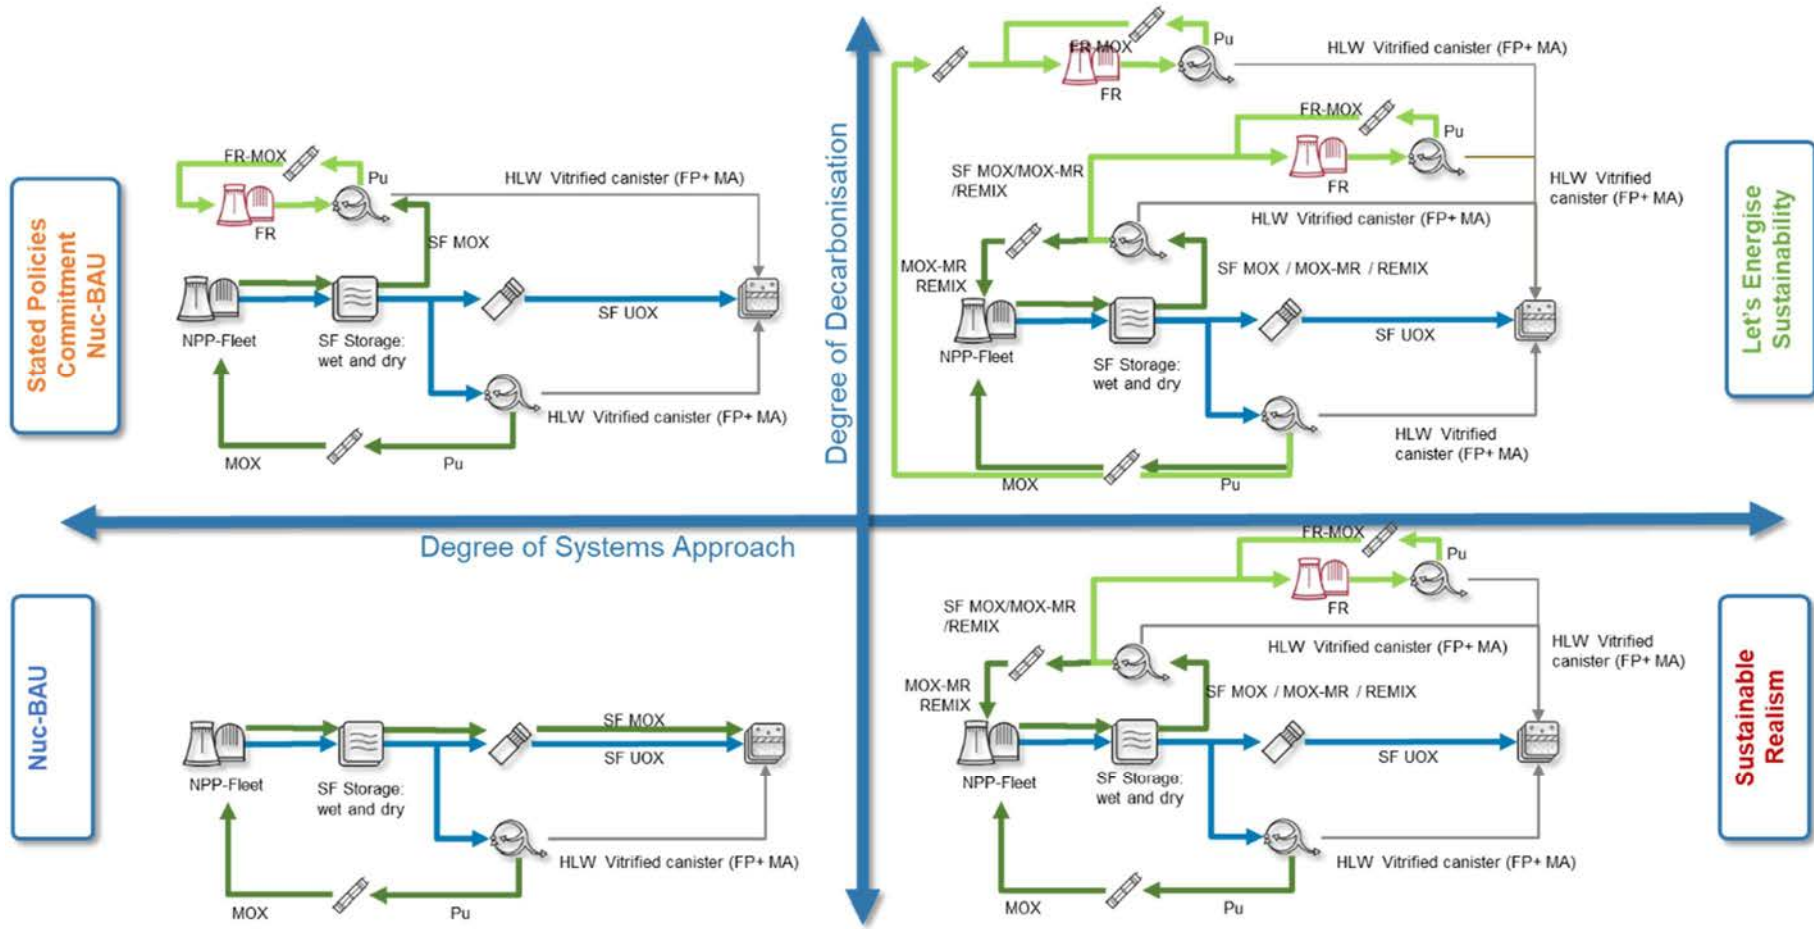 Stated Policies
Commitment
Nuc-BAU
FR-MOX
Pu
HLW Vitrified canister (FP+ MA)
FR
SF MOX
NPP-Fleet
SF Storage:
wet and dry
SF UOX
HLW Vitrified canister (FP+ MA)
MOX
Pu
Degree of Decarbonisation
Degree of Systems Approach
FR-MOX
Pu
HLW Vitrified canister (FP+ MA)
FR
FR-MOX
Pu
FR
SF MOX/MOX-MR
/REMIX
HLW Vitrified
canister (FP+ MA)
HLW Vitrified canister (FP+ MA)
MOX-MR
REMIX
SF MOX / MOX-MR / REMIX
NPP-Fleet
SF Storage:
wet and dry
SF UOX
HLW Vitrified
canister (FP+ MA)
MOX
Pu
Let's Energise
Sustainability
Nuc-BAU
SF MOX
SF UOX
NPP-Fleet
SF Storage:
wet and dry
HLW Vitrified canister (FP+ MA)
MOX
Pu
FR-MOX
Pu
FR
SF MOX/MOX-MR
/REMIX
HLW Vitrified canister (FP+ MA)
HLW Vitrified
canister (FP+ MA)
MOX-MR
REMIX
SF MOX / MOX-MR / REMIX
NPP-Fleet
SF Storage:
wet and dry
SF UOX
HLW Vitrified canister (FP+ MA)
MOX
Pu
Sustainable
Realism